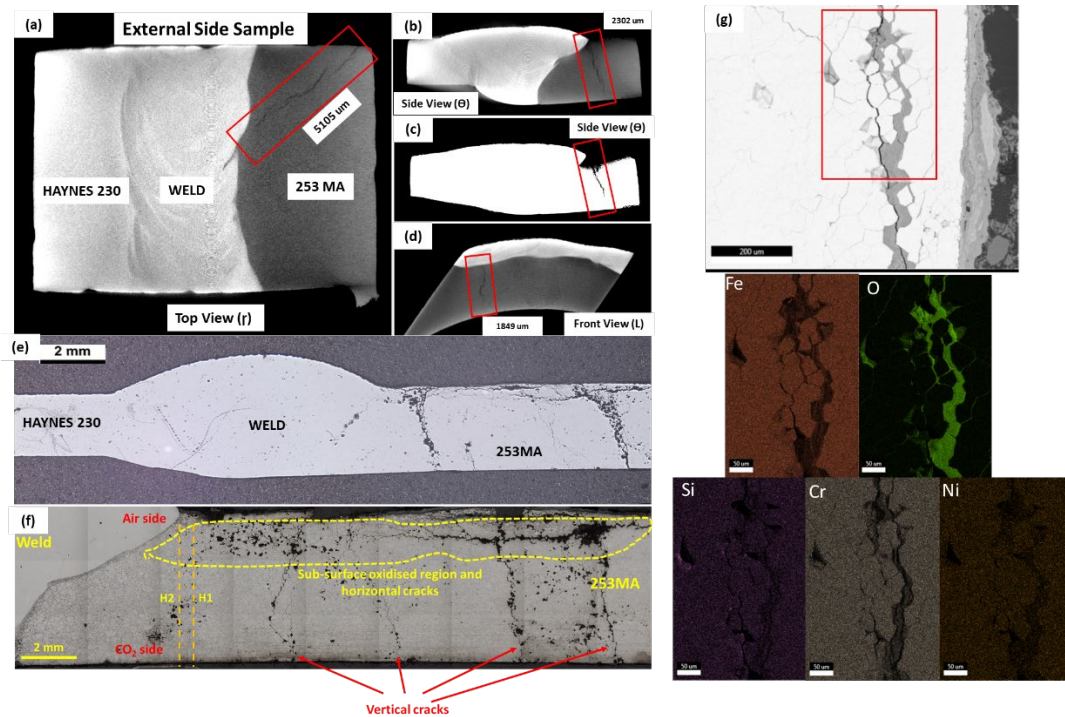 (a)
External Side Sample
5105 um
HAYNES 230
WELD
253 MA
Top View (r)
(b)
2302 um
Side View (Θ)
(c)
Side View (Θ)
(d)
1849 um
Front View (L)
(e)
2 mm
HAYNES 230
WELD
253MA
(f)
Air side
Weld
Sub-surface oxidised region and
horizontal cracks
253MA
H2
H1
CO₂ side
2 mm
Vertical cracks
(g)
200 um
Fe
O
50 um
50 um
Si
Cr
Ni
50 um
50 um
50 um